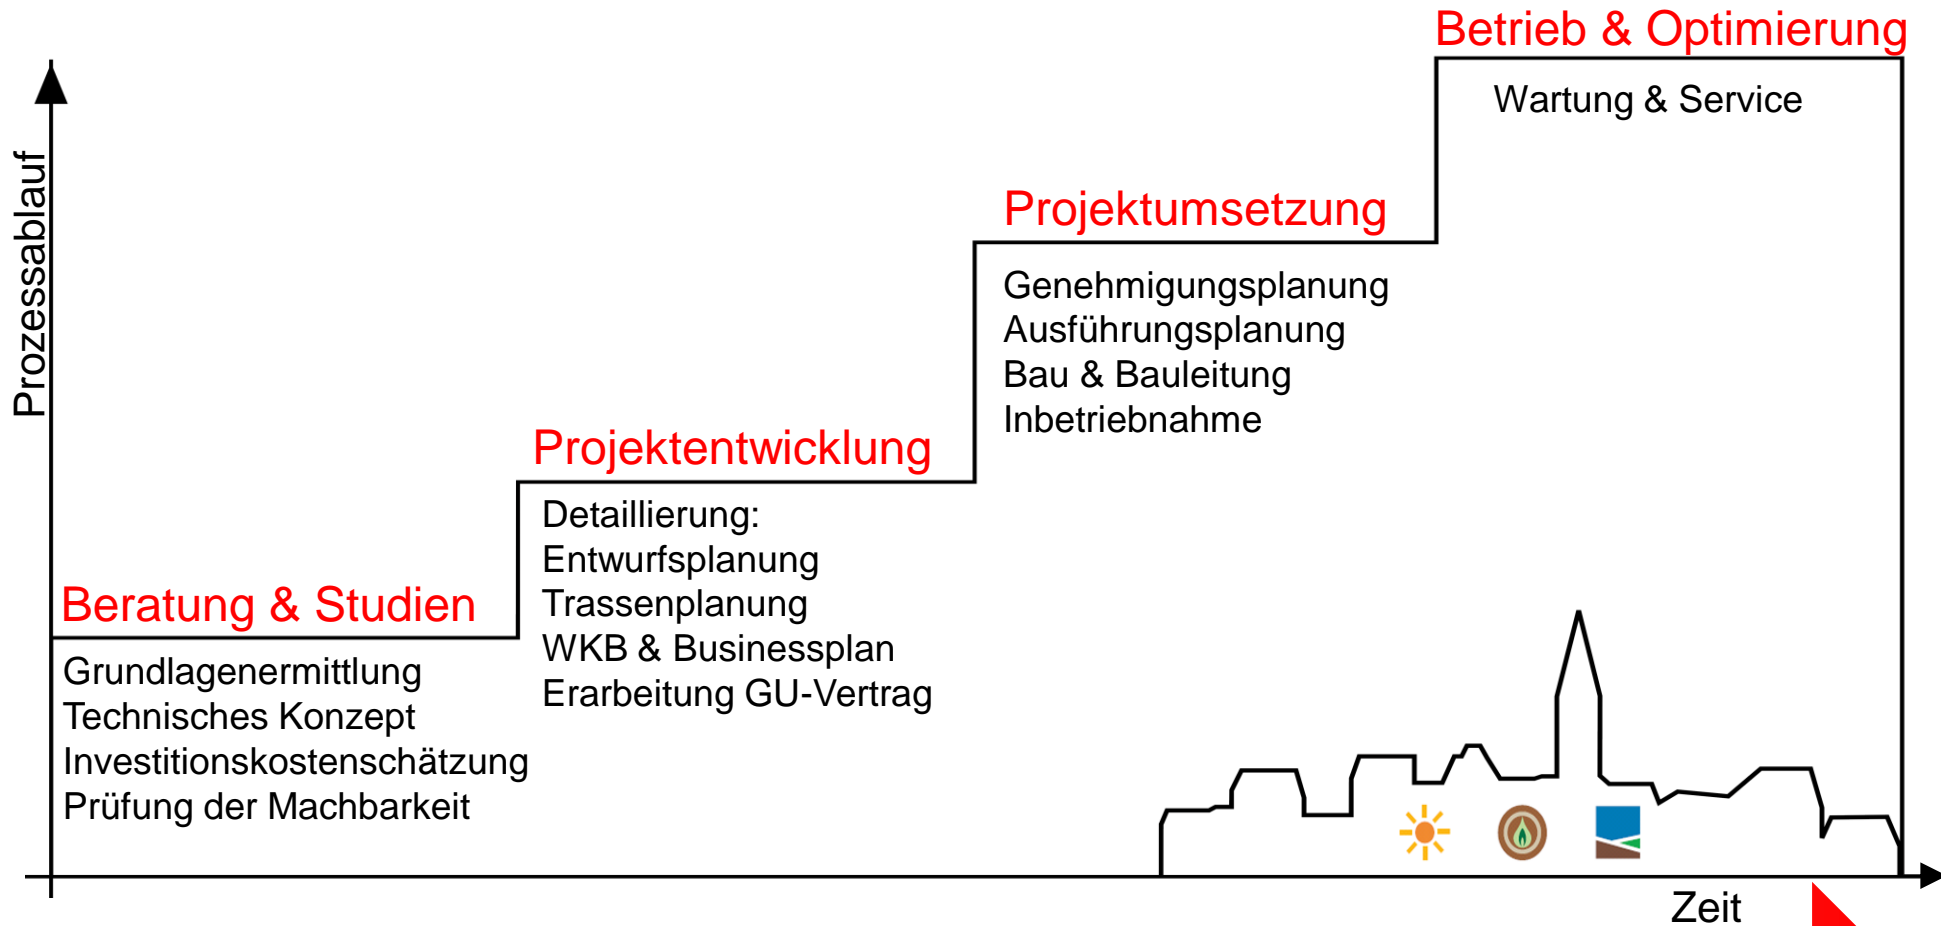 Betrieb & Optimierung
Wartung & Service
Prozessablauf
Projektumsetzung
Genehmigungsplanung
Ausführungsplanung
Bau & Bauleitung
Inbetriebnahme
Projektentwicklung
Detaillierung:
Entwurfsplanung
Trassenplanung
WKB & Businessplan
Erarbeitung GU-Vertrag
Beratung & Studien
Grundlagenermittlung
Technisches Konzept
Investitionskostenschätzung
Prüfung der Machbarkeit
Zeit